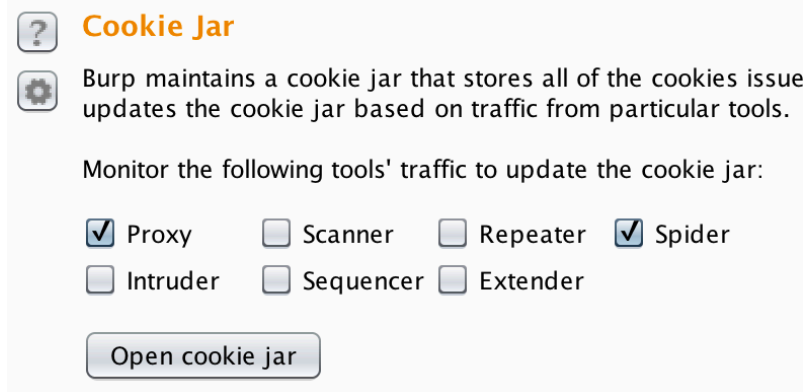 Cookie Jar
Burp maintains a cookie jar that stores all of the cookies issue
updates the cookie jar based on traffic from particular tools.
Monitor the following tools' traffic to update the cookie jar:
Proxy Scanner Repeater Spider
Intruder Sequencer Extender
Open cookie jar